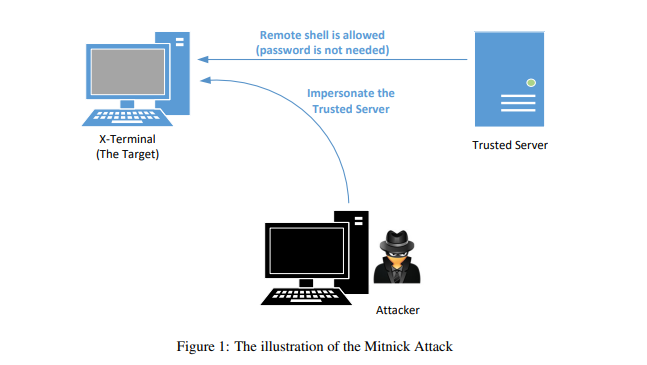 Remote shell is allowed
(password is not needed)
Impersonate the
Trusted Server
X-Terminal
(The Target)
Trusted Server
Attacker
Figure 1: The illustration of the Mitnick Attack